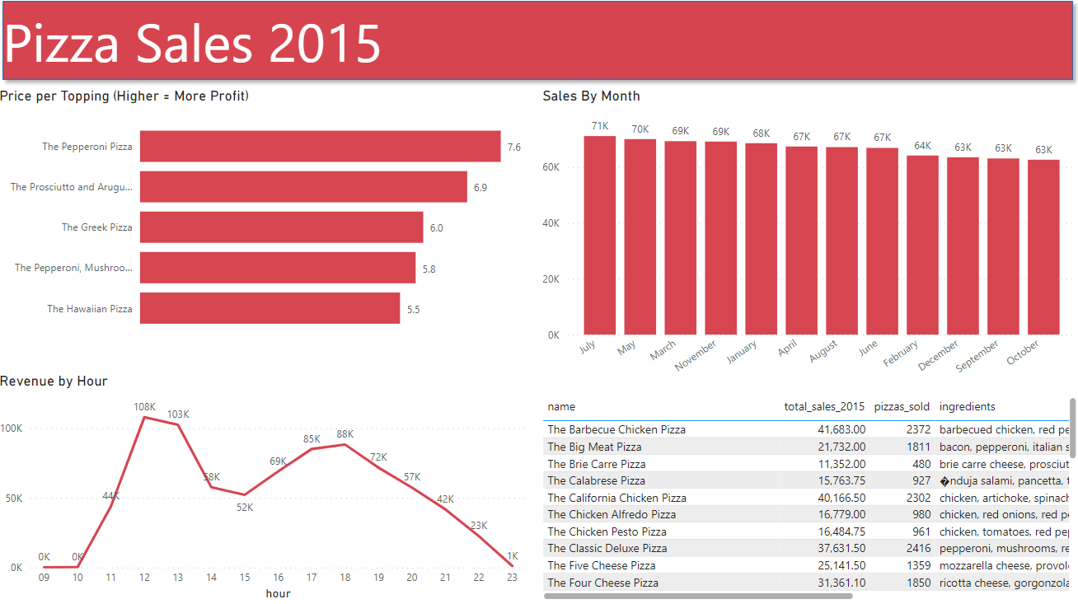 Pizza Sales 2015
Price per Topping (Higher = More Profit)
The Pepperoni Pizza 7.6
The Prosciutto and Arugu... 6.9
The Greek Pizza 6.0
The Pepperoni, Mushroo... 5.8
The Hawaiian Pizza 5.5
Sales By Month
71K 70K 69K 69K 68K 67K 67K 67K 64K 63K 63K 63K
60K
40K
20K
0K
July May March November January April August June February December September October
Revenue by Hour
100K
50K
0K
0K 0K 44K 108K 103K 58K 52K 69K 85K 88K 72K 57K 42K 23K 1K
09 10 11 12 13 14 15 16 17 18 19 20 21 22 23
hour
name total_sales_2015 pizzas_sold ingredients
The Barbecue Chicken Pizza 41,683.00 2372 barbecued chicken, red pe
The Big Meat Pizza 21,732.00 1811 bacon, pepperoni, italian s
The Brie Carre Pizza 11,352.00 480 brie carre cheese, prosciut
The Calabrese Pizza 15,763.75 927 �nduja salami, pancetta, t
The California Chicken Pizza 40,166.50 2302 chicken, artichoke, spinach
The Chicken Alfredo Pizza 16,779.00 980 chicken, red onions, red pe
The Chicken Pesto Pizza 16,484.75 961 chicken, tomatoes, red pep
The Classic Deluxe Pizza 37,631.50 2416 pepperoni, mushrooms, re
The Five Cheese Pizza 25,141.50 1359 mozzarella cheese, provol
The Four Cheese Pizza 31,361.10 1850 ricotta cheese, gorgonzola